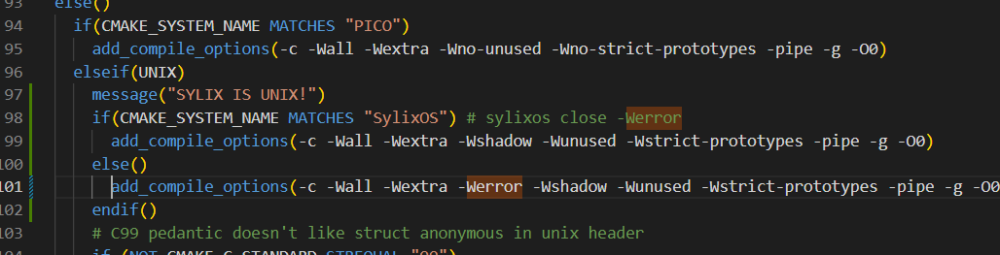 93 else()
94 if(CMAKE_SYSTEM_NAME MATCHES "PICO")
95 add_compile_options(-c -Wall -Wextra -Wno-unused -Wno-strict-prototypes -pipe -g -O0)
96 elseif(UNIX)
97 message("SYLIX IS UNIX!")
98 if(CMAKE_SYSTEM_NAME MATCHES "SylixOS") # sylixos close -Werror
99 add_compile_options(-c -Wall -Wextra -Wshadow -Wunused -Wstrict-prototypes -pipe -g -O0)
100 else()
101 add_compile_options(-c -Wall -Wextra -Werror -Wshadow -Wunused -Wstrict-prototypes -pipe -g -O0
102 endif()
103 # C99 pedantic doesn't like struct anonymous in unix header
104 if (NOT CMAKE_C_STANDARD STREQUAL "99")